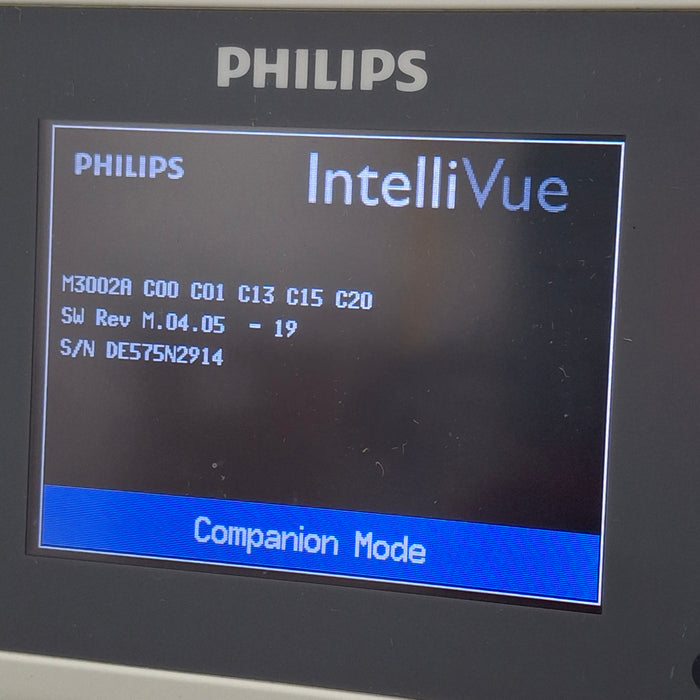 PHILIPS
PHILIPS
IntelliVue
M3002A C00 C01 C13 C15 C20
SW Rev M.04.05 - 19
S/N DE575N2914
Companion Mode